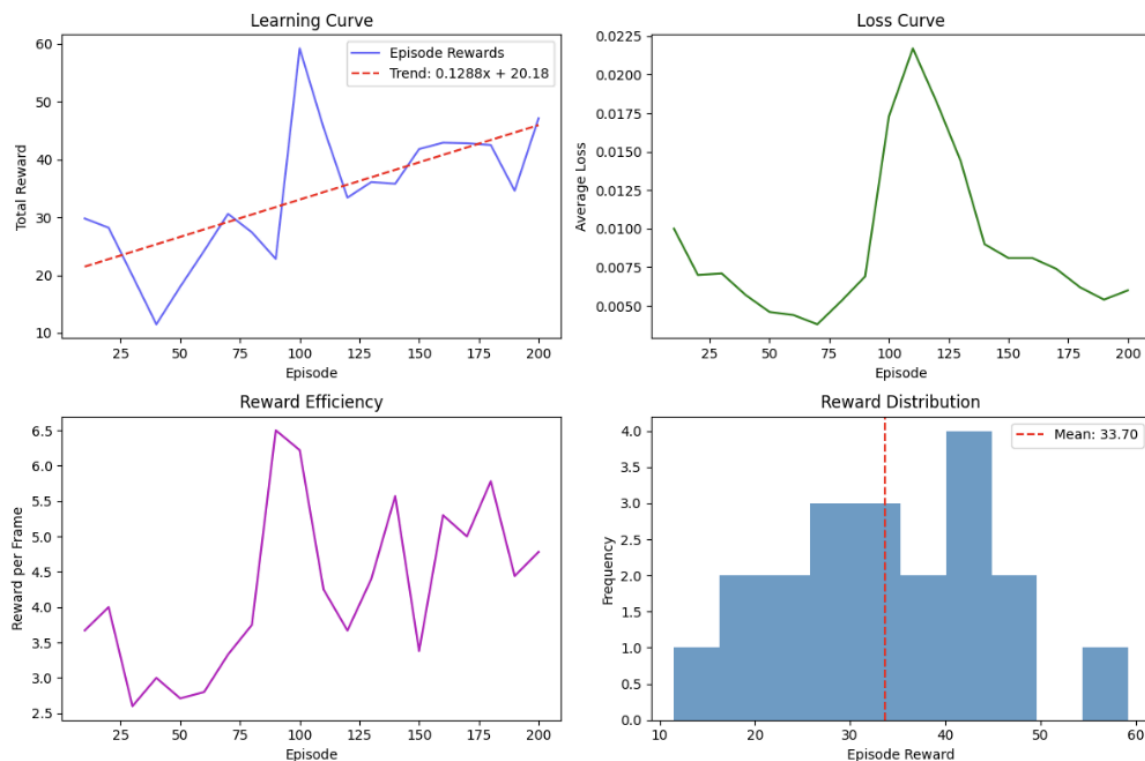 Learning Curve
60
50
40
30
20
10
Total Reward
Episode Rewards
Trend: 0.1288x + 20.18
25 50 75 100 125 150 175 200
Episode
Loss Curve
0.0225
0.0200
0.0175
0.0150
0.0125
0.0100
0.0075
0.0050
Average Loss
25 50 75 100 125 150 175 200
Episode
Reward Efficiency
6.5
6.0
5.5
5.0
4.5
4.0
3.5
3.0
2.5
Reward per Frame
25 50 75 100 125 150 175 200
Episode
Reward Distribution
4.0
3.5
3.0
2.5
2.0
1.5
1.0
0.5
0.0
Frequency
Mean: 33.70
10 20 30 40 50 60
Episode Reward